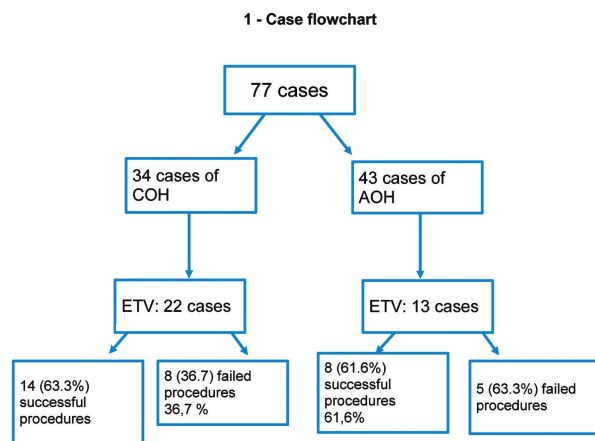 1 - Case flowchart
77 cases
34 cases of
COH
43 cases of
AOH
ETV: 22 cases
ETV: 13 cases
14 (63.3%)
successful
procedures
8 (36.7) failed
procedures
36,7 %
8 (61.6%)
successful
procedures
61,6%
5 (63.3%) failed
procedures